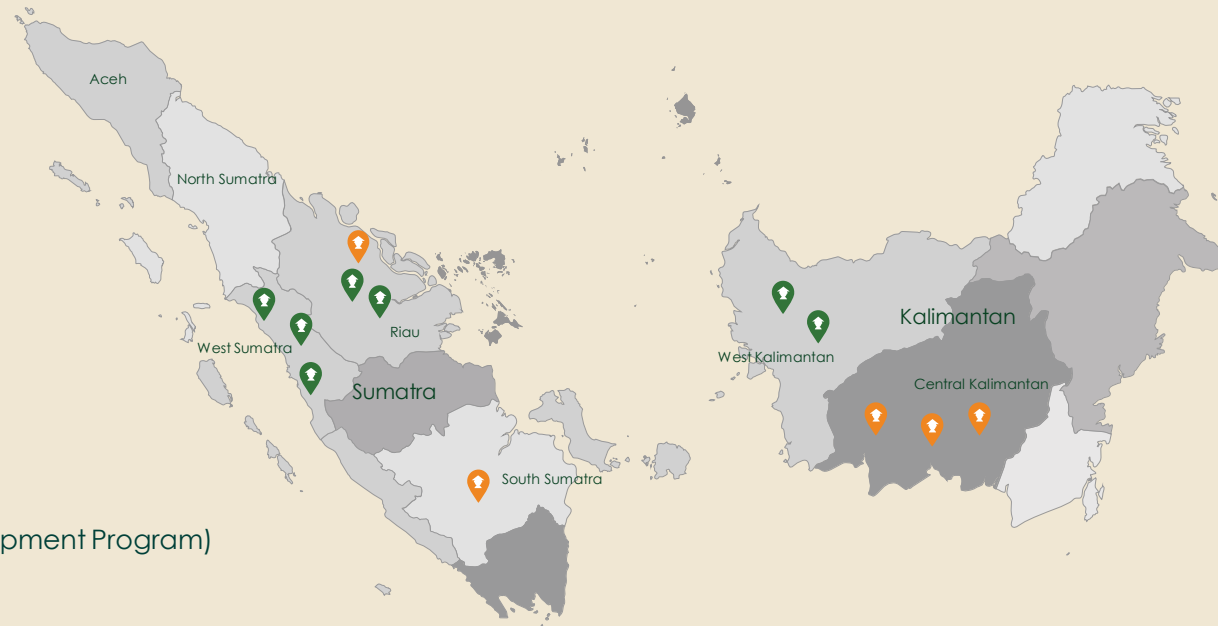 Aceh
North Sumatra
Riau
West Sumatra
Sumatra
South Sumatra
Kalimantan
West Kalimantan
Central Kalimantan
pment Program)